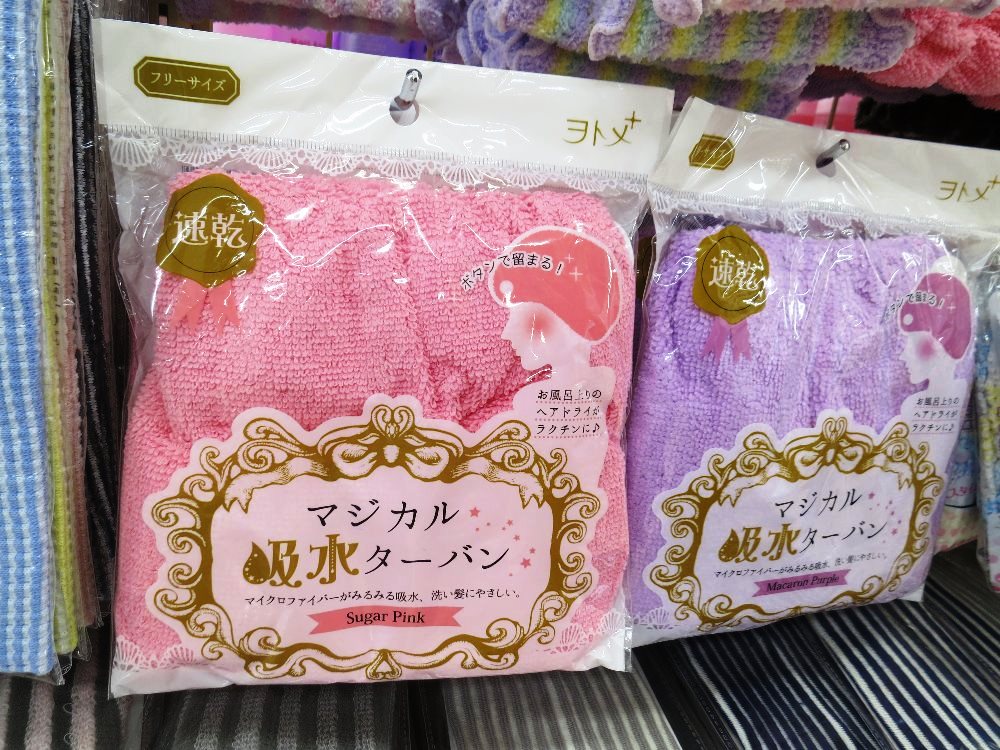 フリーサイズ
速乾
ボタンで留まる!
お風呂上りの
ヘアドライが
ラクチンに♪
マジカル
吸水ターバン
マイクロファイバーがみるみる吸水、洗い髪にやさしい。
Sugar Pink
速乾
お風呂上りの
ヘアドライが
ラクチンに♪
マジカル
吸水ターバン
マイクロファイバーがみるみる吸水、洗い髪にやさしい。
Macaron Purple